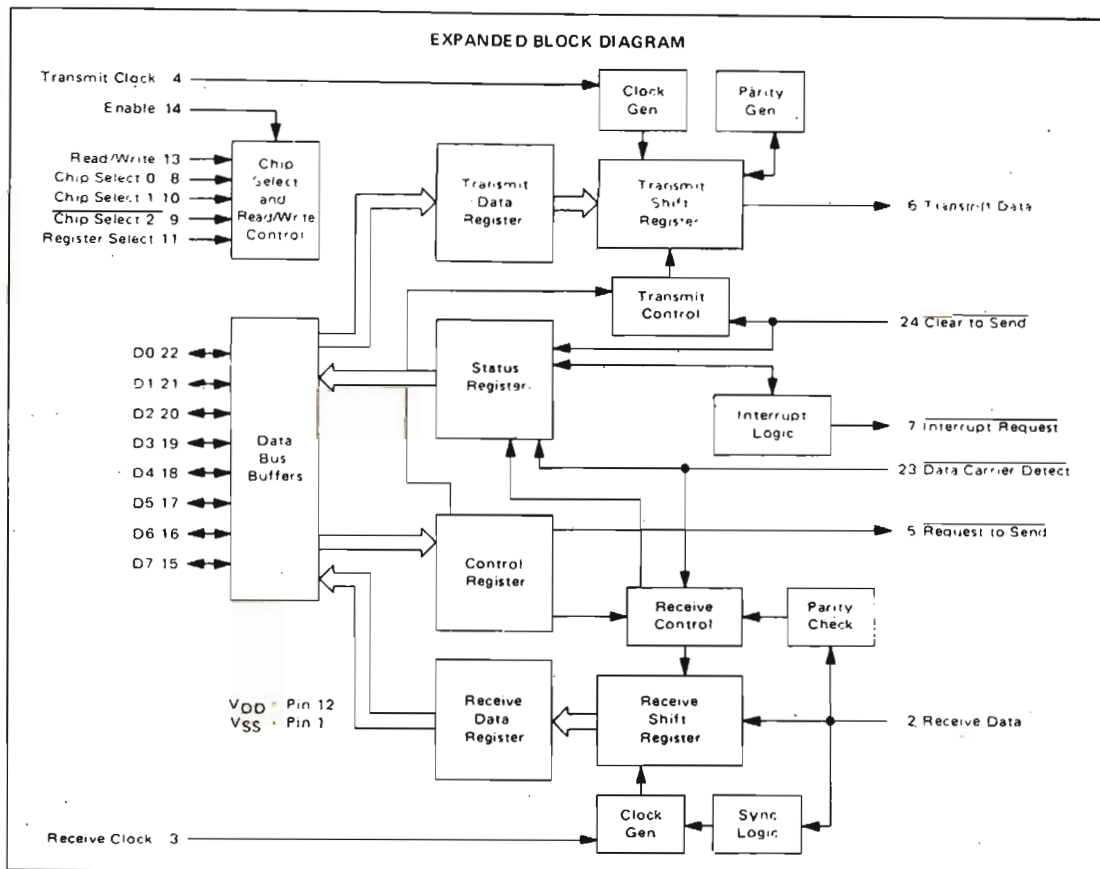 EXPANDED BLOCK DIAGRAM
Transmit Clock 4
Enable 14
Read/Write 13
Chip Select 0 8
Chip Select 1 10
Chip Select 2 9
Register Select 11
Chip
Select
and
Read/Write
Control
Clock
Gen
Parity
Gen
Transmit
Data
Register
Transmit
Shift
Register
6 Transmit Data
Transmit
Control
24 Clear to Send
D0 22
D1 21
D2 20
D3 19
D4 18
D5 17
D6 16
D7 15
Data
Bus
Buffers
Status
Register
Interrupt
Logic
7 Interrupt Request
23 Data Carrier Detect
Control
Register
5 Request to Send
Receive
Control
Parity
Check
VDD · Pin 12
VSS · Pin 1
Receive
Data
Register
Receive
Shift
Register
2 Receive Data
Receive Clock 3
Clock
Gen
Sync
Logic